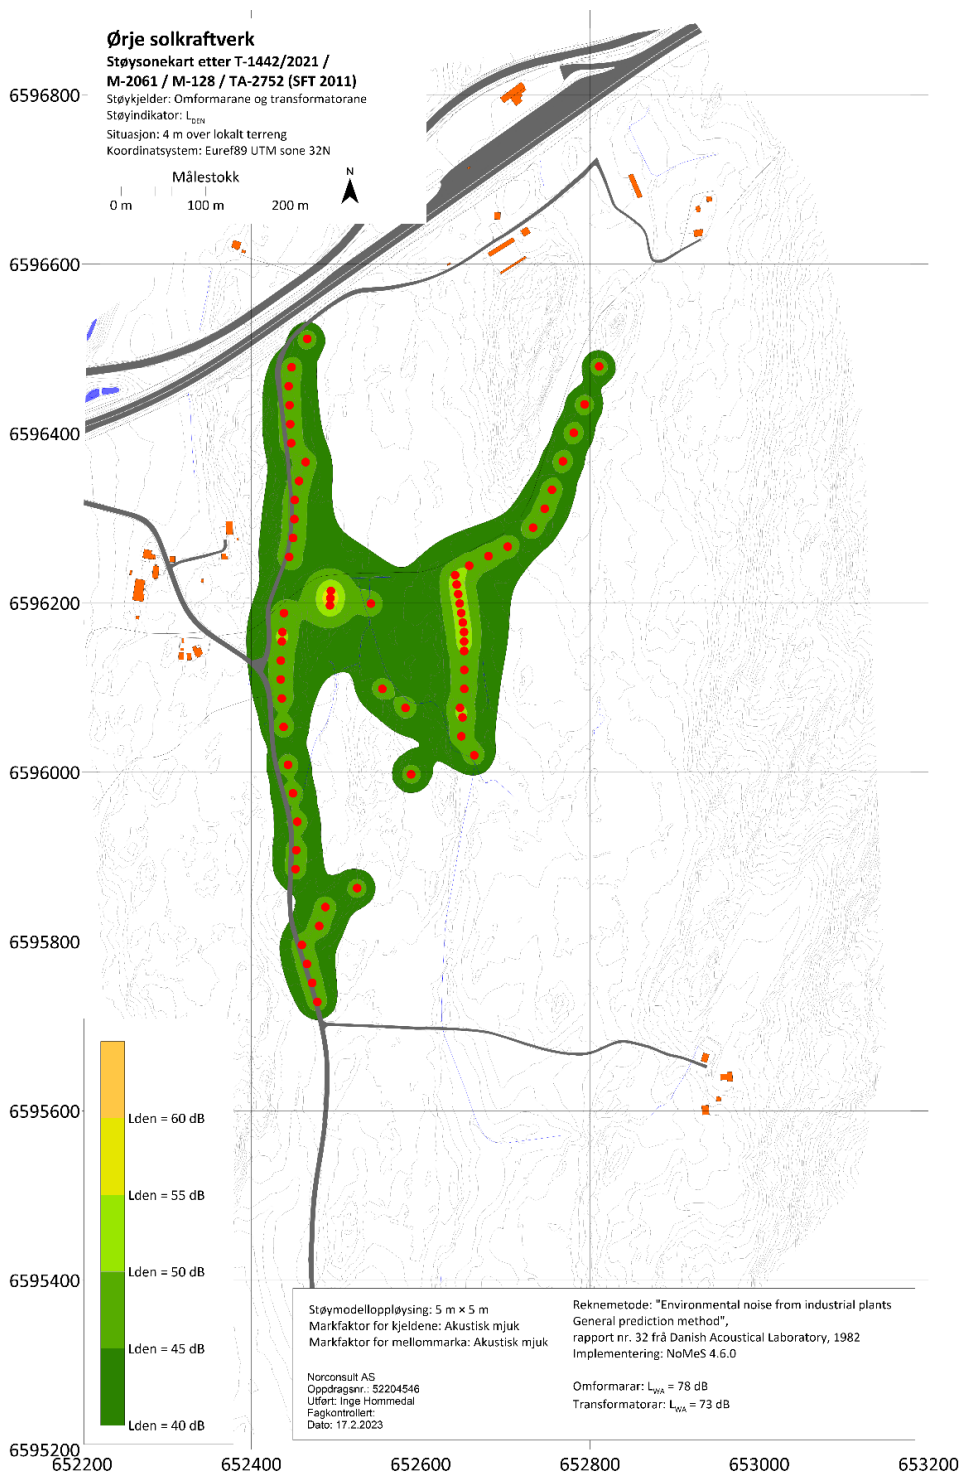 Ørje solkraftverk
Støysonekart etter T-1442/2021 /
M-2061 / M-128 / TA-2752 (SFT 2011)
Støykjelder: Omformarane og transformatorane
Støyindikator: LDEN
Situasjon: 4 m over lokalt terreng
Koordinatsystem: Euref89 UTM sone 32N
Målestokk
0 m 100 m 200 m
N
6596800
6596600
6596400
6596200
6596000
6595800
6595600
6595400
6595200
652200 652400 652600 652800 653000 653200
Lden = 60 dB
Lden = 55 dB
Lden = 50 dB
Lden = 45 dB
Lden = 40 dB
Støymodelloppløysing: 5 m × 5 m
Markfaktor for kjeldene: Akustisk mjuk
Markfaktor for mellommarka: Akustisk mjuk
Norconsult AS
Oppdragsnr.: 52204546
Utført: Inge Hommedal
Fagkontrollert:
Dato: 17.2.2023
Reknemetode: "Environmental noise from industrial plants
General prediction method",
rapport nr. 32 frå Danish Acoustical Laboratory, 1982
Implementering: NoMeS 4.6.0
Omformarar: LWA = 78 dB
Transformatorar: LWA = 73 dB